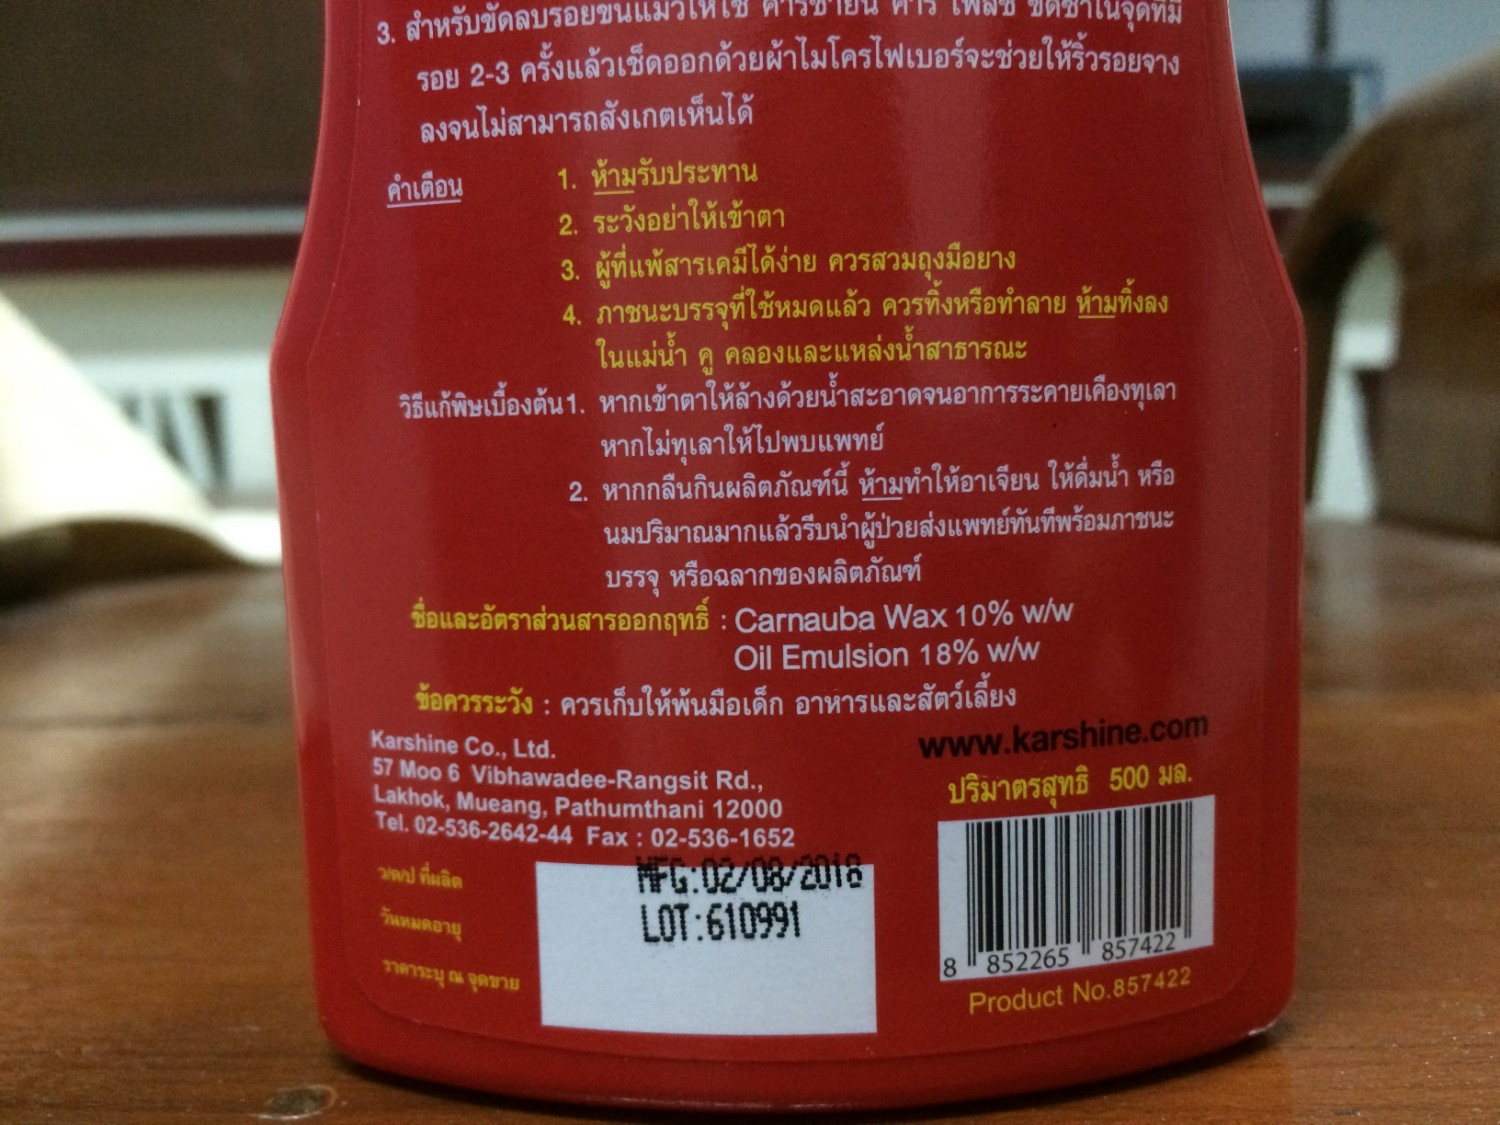 3. สำหรับขัดลบรอยขนแมวให้ใช้ คาร์ชายน์ คาร์ โพลิช ขัดซ้ำในจุดที่มี
รอย 2-3 ครั้งแล้วเช็ดออกด้วยผ้าไมโครไฟเบอร์จะช่วยให้ริ้วรอยจาง
ลงจนไม่สามารถสังเกตเห็นได้
คำเตือน 1. ห้ามรับประทาน
2. ระวังอย่าให้เข้าตา
3. ผู้ที่แพ้สารเคมีได้ง่าย ควรสวมถุงมือยาง
4. ภาชนะบรรจุที่ใช้หมดแล้ว ควรทิ้งหรือทำลาย ห้ามทิ้งลง
ในแม่น้ำ คู คลองและแหล่งน้ำสาธารณะ
วิธีแก้พิษเบื้องต้น 1. หากเข้าตาให้ล้างด้วยน้ำสะอาดจนอาการระคายเคืองทุเลา
หากไม่ทุเลาให้ไปพบแพทย์
2. หากกลืนกินผลิตภัณฑ์นี้ ห้ามทำให้อาเจียน ให้ดื่มน้ำ หรือ
นมปริมาณมากแล้วรีบนำผู้ป่วยส่งแพทย์ทันทีพร้อมภาชนะ
บรรจุ หรือฉลากของผลิตภัณฑ์
ชื่อและอัตราส่วนสารออกฤทธิ์ : Carnauba Wax 10% w/w
Oil Emulsion 18% w/w
ข้อควรระวัง : ควรเก็บให้พ้นมือเด็ก อาหารและสัตว์เลี้ยง
www.karshine.com
Karshine Co., Ltd.
57 Moo 6 Vibhawadee-Rangsit Rd.,
Lakhok, Mueang, Pathumthani 12000
Tel. 02-536-2642-44 Fax : 02-536-1652
ปริมาตรสุทธิ 500 มล.
ว/ด/ป ที่ผลิต
MFG:02/08/2018
LOT:610991
วันหมดอายุ
ราคาระบุ ณ จุดขาย
8 852265 857422
Product No.857422